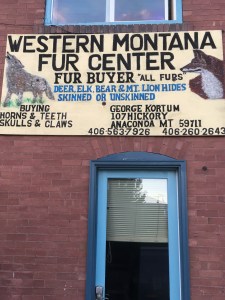 WESTERN MONTANA
FUR CENTER
FUR BUYER "ALL FURS"
DEER, ELK, BEAR & MT. LION HIDES
SKINNED OR UNSKINNED
BUYING
HORNS & TEETH
SKULLS & CLAWS
GEORGE KORTUM
107 HICKORY
ANACONDA MT 59711
406-563-7926 406-260-2643